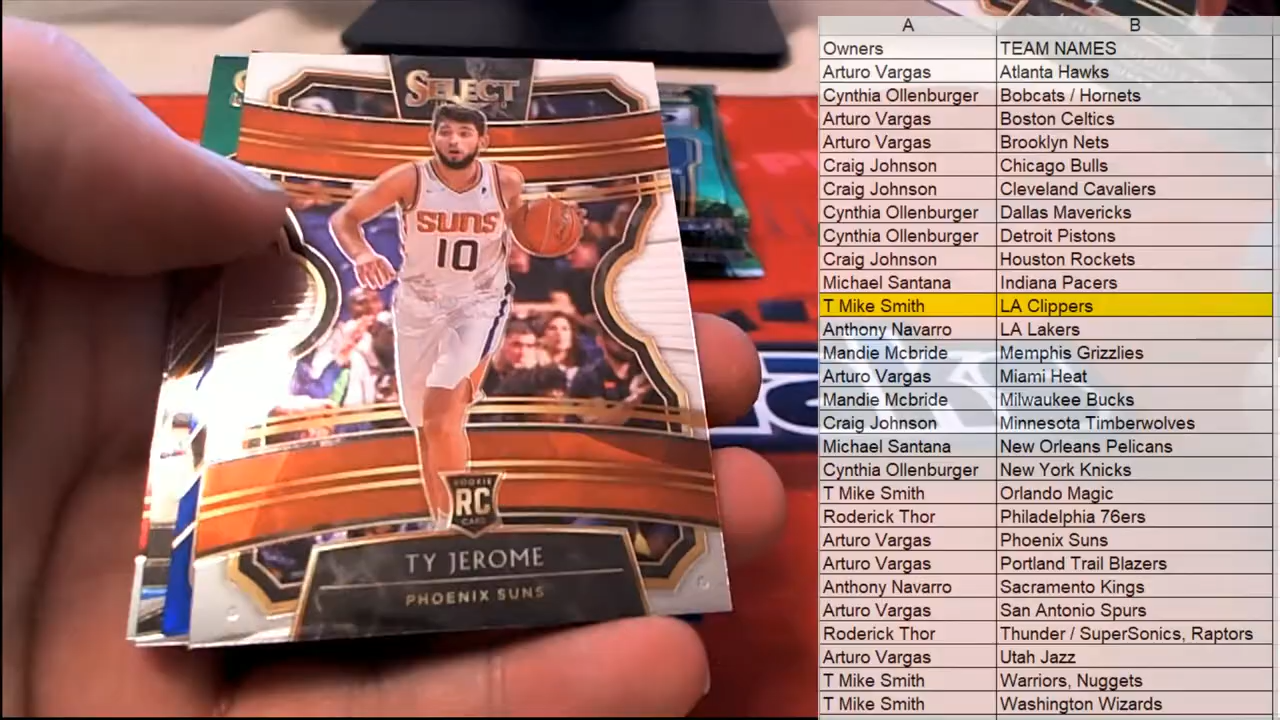 SELECT
SUNS
10
ROOKIE
RC
CARD
TY JEROME
PHOENIX SUNS
A B
Owners TEAM NAMES
Arturo Vargas Atlanta Hawks
Cynthia Ollenburger Bobcats / Hornets
Arturo Vargas Boston Celtics
Arturo Vargas Brooklyn Nets
Craig Johnson Chicago Bulls
Craig Johnson Cleveland Cavaliers
Cynthia Ollenburger Dallas Mavericks
Cynthia Ollenburger Detroit Pistons
Craig Johnson Houston Rockets
Michael Santana Indiana Pacers
T Mike Smith LA Clippers
Anthony Navarro LA Lakers
Mandie Mcbride Memphis Grizzlies
Arturo Vargas Miami Heat
Mandie Mcbride Milwaukee Bucks
Craig Johnson Minnesota Timberwolves
Michael Santana New Orleans Pelicans
Cynthia Ollenburger New York Knicks
T Mike Smith Orlando Magic
Roderick Thor Philadelphia 76ers
Arturo Vargas Phoenix Suns
Arturo Vargas Portland Trail Blazers
Anthony Navarro Sacramento Kings
Arturo Vargas San Antonio Spurs
Roderick Thor Thunder / SuperSonics, Raptors
Arturo Vargas Utah Jazz
T Mike Smith Warriors, Nuggets
T Mike Smith Washington Wizards